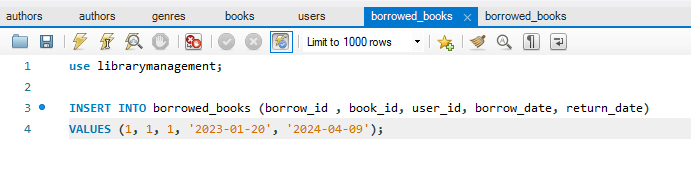 authors authors genres books users borrowed_books × borrowed_books
Limit to 1000 rows
1 use librarymanagement;
2
3 INSERT INTO borrowed_books (borrow_id , book_id, user_id, borrow_date, return_date)
4 VALUES (1, 1, 1, '2023-01-20', '2024-04-09');